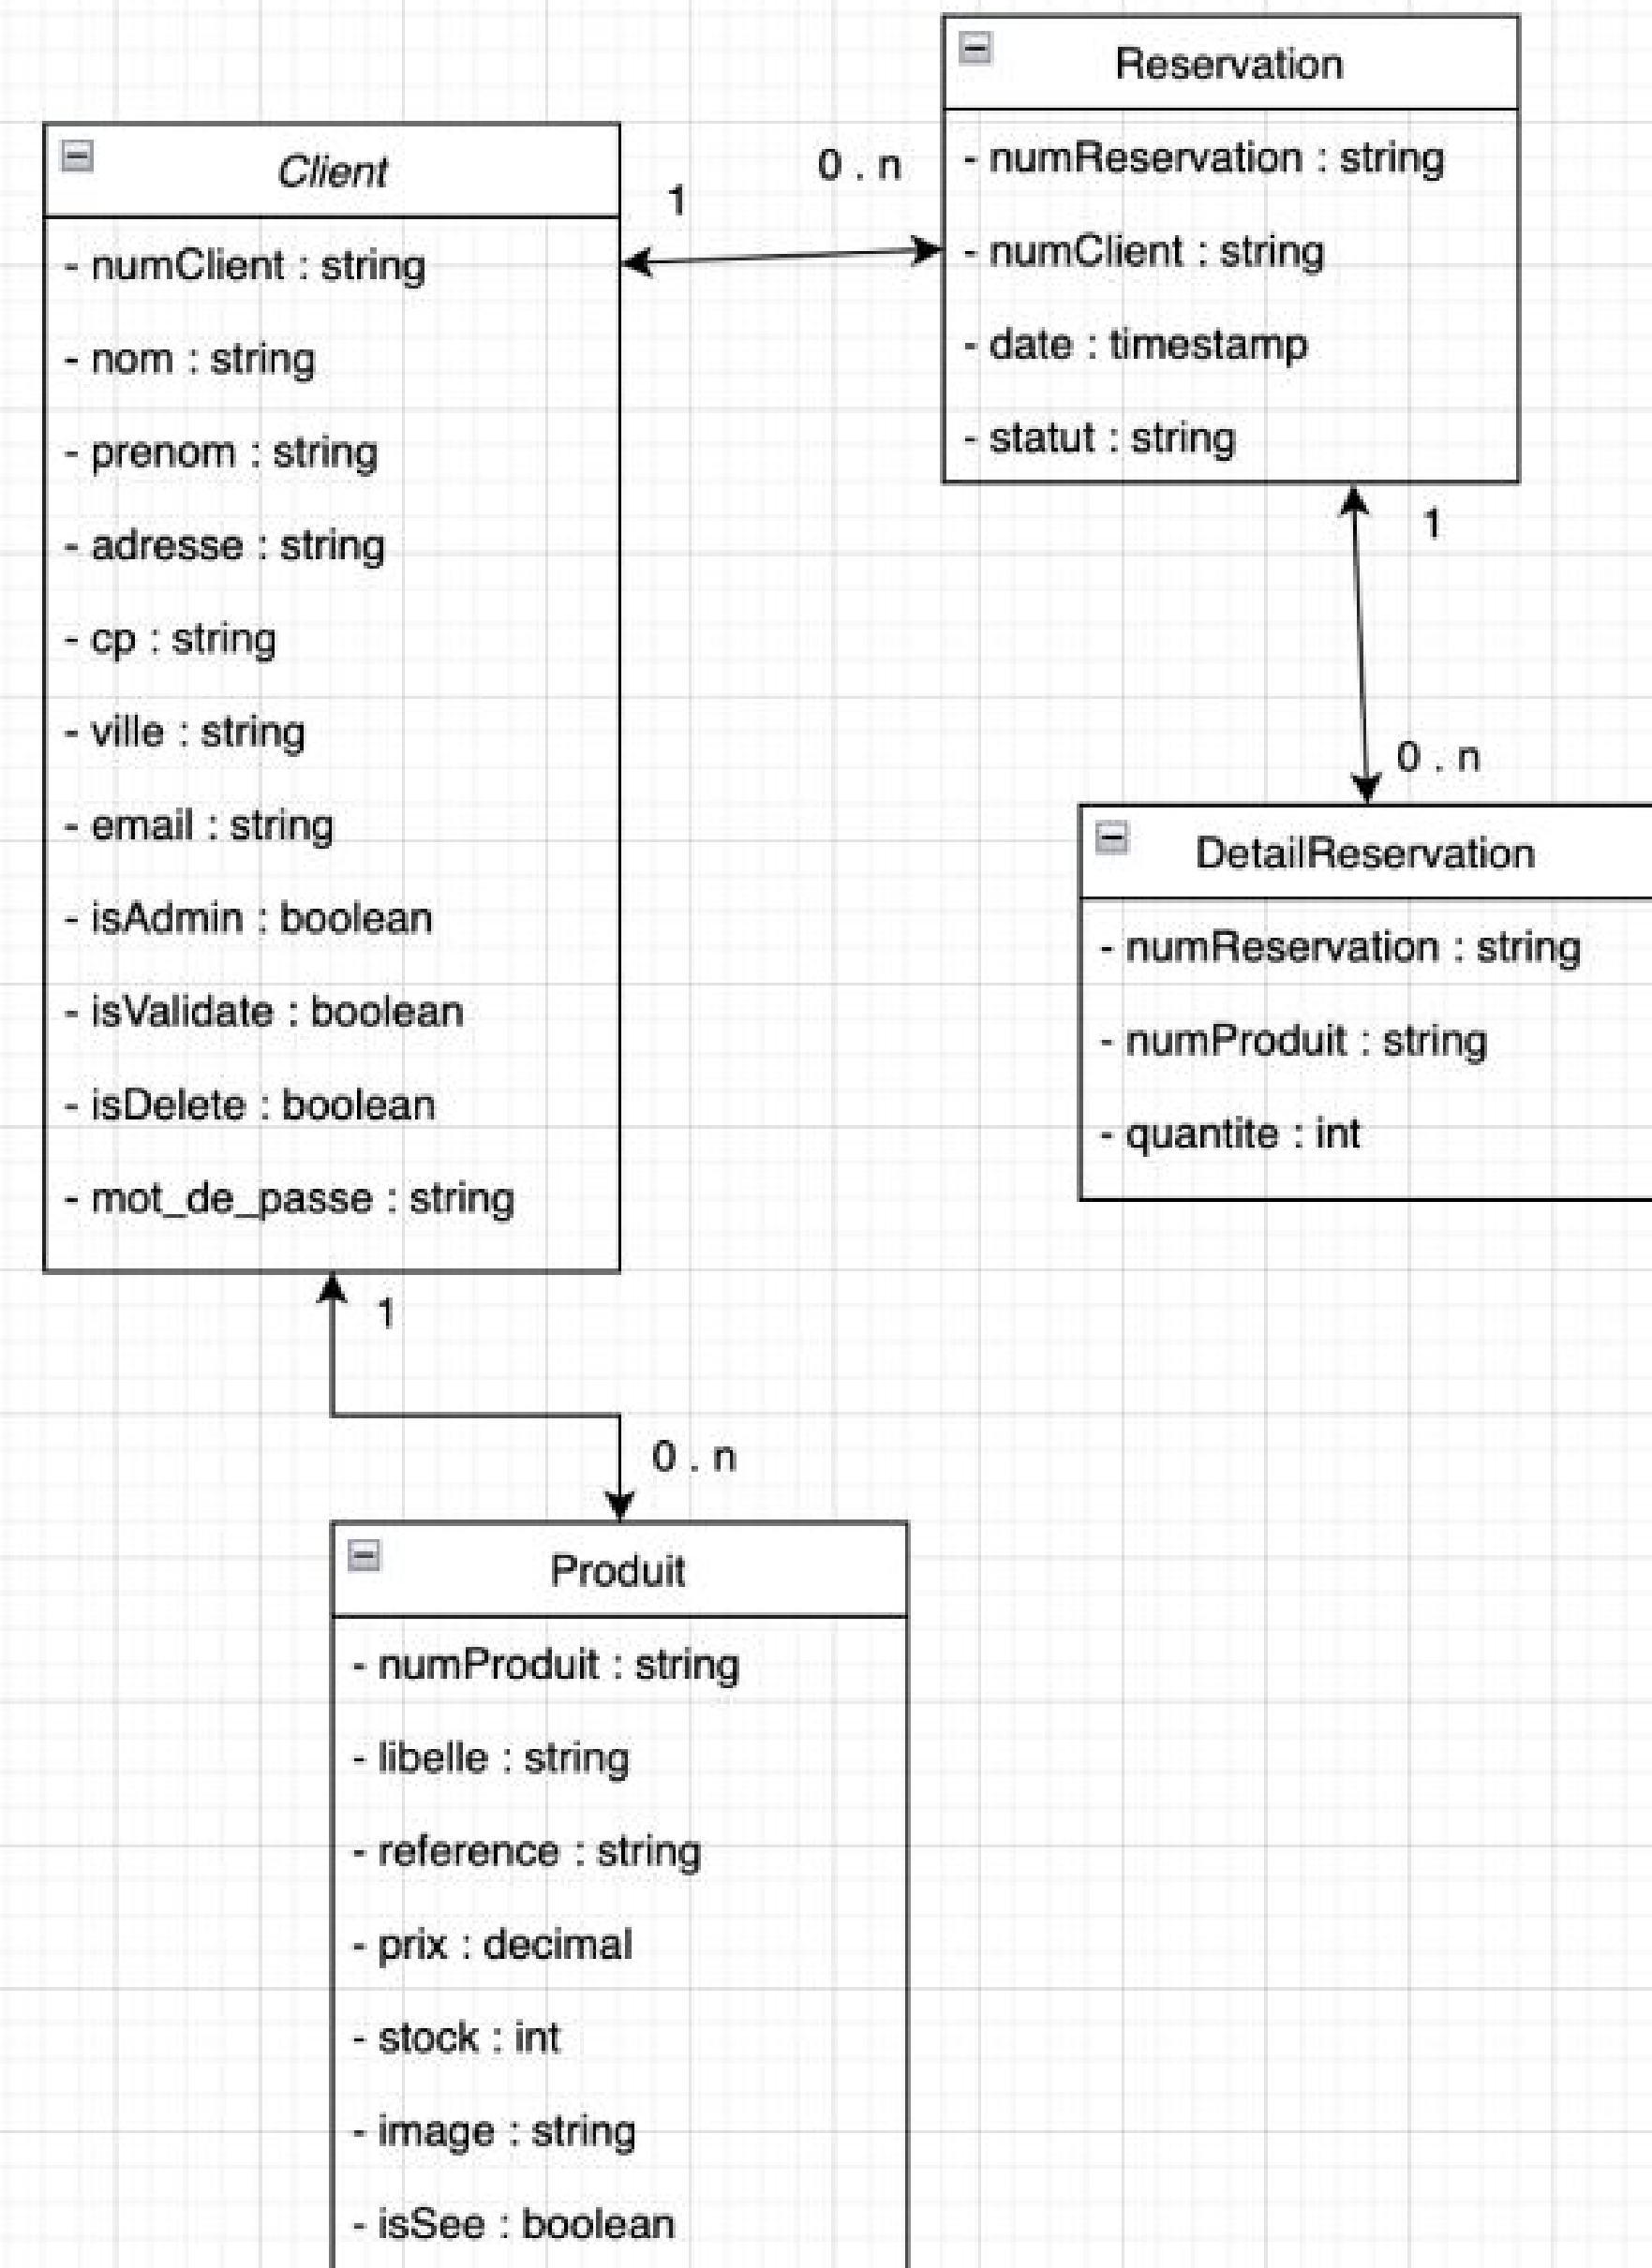 Reservation
- numReservation : string
- numClient : string
- date : timestamp
- statut : string
Client
- numClient : string
- nom : string
- prenom : string
- adresse : string
- cp : string
- ville : string
- email : string
- isAdmin : boolean
- isValidate : boolean
- isDelete : boolean
- mot_de_passe : string
1
0 . n
1
0 . n
DetailReservation
- numReservation : string
- numProduit : string
- quantite : int
1
0 . n
Produit
- numProduit : string
- libelle : string
- reference : string
- prix : decimal
- stock : int
- image : string
- isSee : boolean